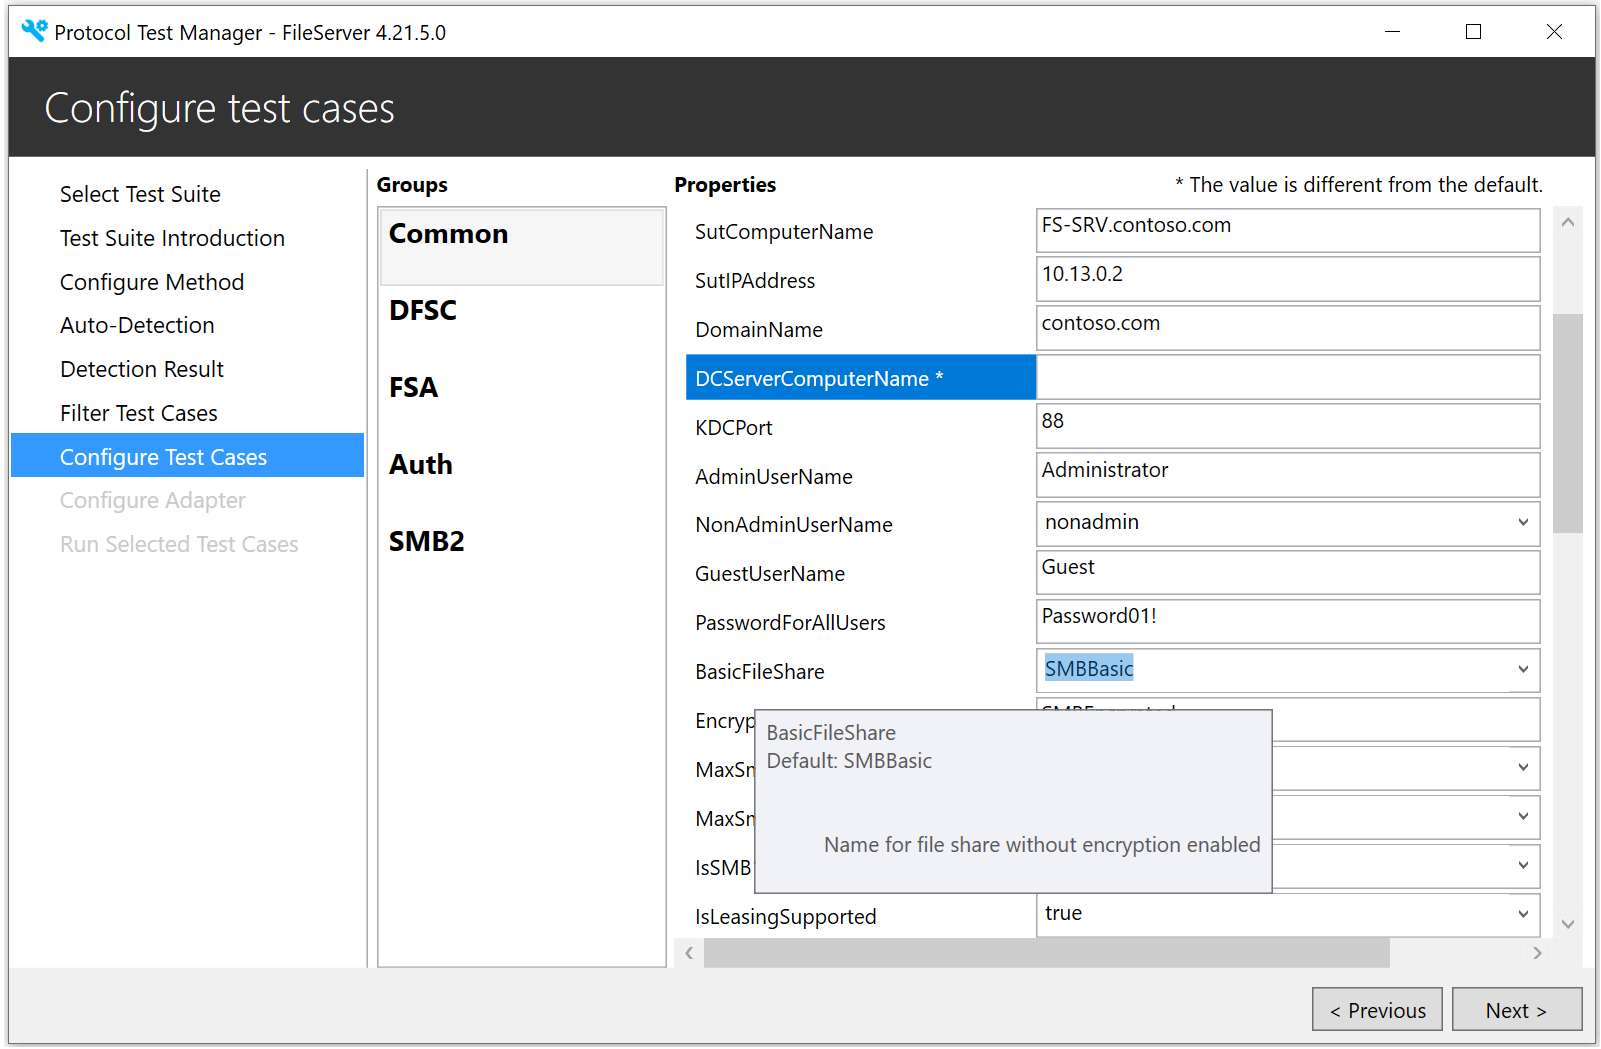 Protocol Test Manager - FileServer 4.21.5.0
Configure test cases
Select Test Suite
Test Suite Introduction
Configure Method
Auto-Detection
Detection Result
Filter Test Cases
Configure Test Cases
Configure Adapter
Run Selected Test Cases
Groups
Common
DFSC
FSA
Auth
SMB2
Properties
* The value is different from the default.
SutComputerName FS-SRV.contoso.com
SutIPAddress 10.13.0.2
DomainName contoso.com
DCServerComputerName *
KDCPort 88
AdminUserName Administrator
NonAdminUserName nonadmin
GuestUserName Guest
PasswordForAllUsers Password01!
BasicFileShare SMBBasic
Encryp
MaxSm
MaxSm
IsSMB
BasicFileShare
Default: SMBBasic
Name for file share without encryption enabled
IsLeasingSupported true
< Previous
Next >